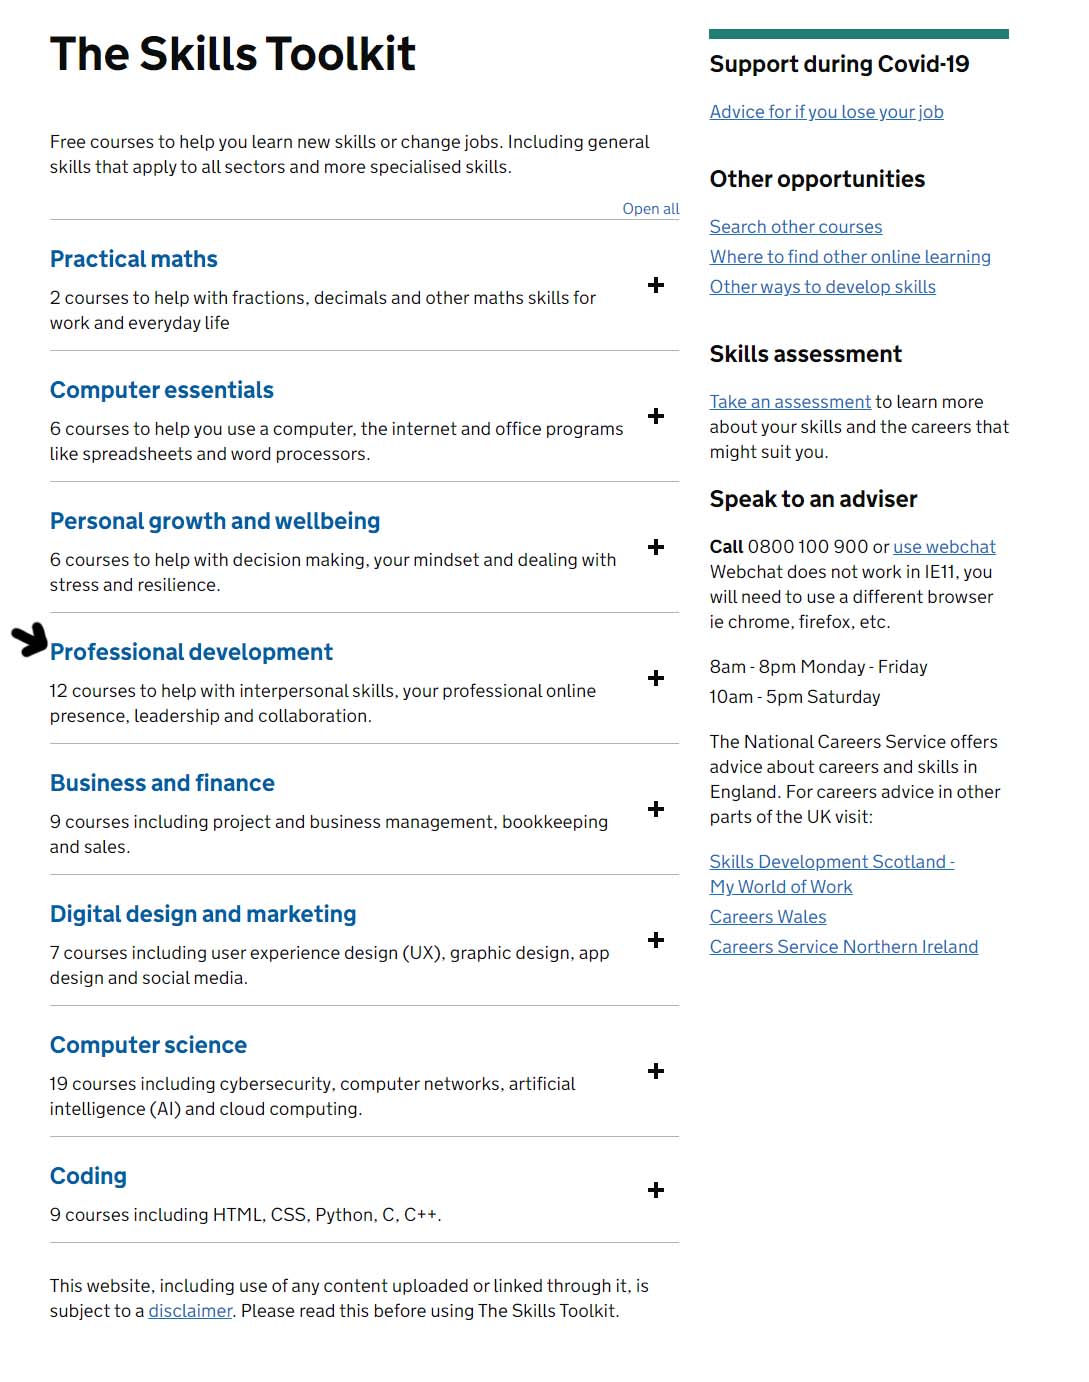 The Skills Toolkit
Free courses to help you learn new skills or change jobs. Including general
skills that apply to all sectors and more specialised skills.
Open all
Practical maths
2 courses to help with fractions, decimals and other maths skills for
work and everyday life
Computer essentials
6 courses to help you use a computer, the internet and office programs
like spreadsheets and word processors.
Personal growth and wellbeing
6 courses to help with decision making, your mindset and dealing with
stress and resilience.
Professional development
12 courses to help with interpersonal skills, your professional online
presence, leadership and collaboration.
Business and finance
9 courses including project and business management, bookkeeping
and sales.
Digital design and marketing
7 courses including user experience design (UX), graphic design, app
design and social media.
Computer science
19 courses including cybersecurity, computer networks, artificial
intelligence (AI) and cloud computing.
Coding
9 courses including HTML, CSS, Python, C, C++.
This website, including use of any content uploaded or linked through it, is
subject to a disclaimer. Please read this before using The Skills Toolkit.
Support during Covid-19
Advice for if you lose your job
Other opportunities
Search other courses
Where to find other online learning
Other ways to develop skills
Skills assessment
Take an assessment to learn more
about your skills and the careers that
might suit you.
Speak to an adviser
Call 0800 100 900 or use webchat
Webchat does not work in IE11, you
will need to use a different browser
ie chrome, firefox, etc.
8am - 8pm Monday - Friday
10am - 5pm Saturday
The National Careers Service offers
advice about careers and skills in
England. For careers advice in other
parts of the UK visit:
Skills Development Scotland -
My World of Work
Careers Wales
Careers Service Northern Ireland